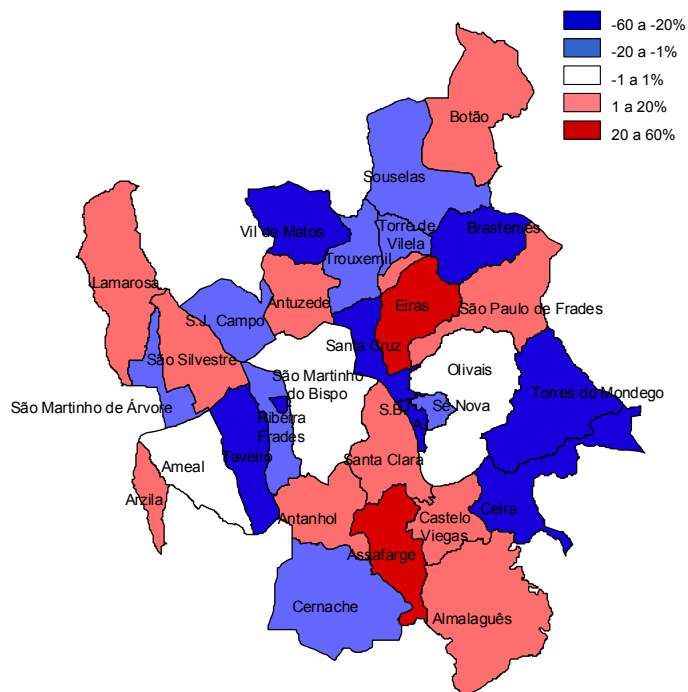 -60 a -20%
-20 a -1%
-1 a 1%
1 a 20%
20 a 60%
Botão
Souselas
Vil de Matos
Torre de
Vilela
Brasfemes
Trouxemil
Lamarosa
Antuzede
Eiras
São Paulo de Frades
S.J. Campo
Santa Cruz
São Silvestre
São Martinho
do Bispo
Olivais
Torres do Mondego
São Martinho de Árvore
Ribeira
Frades
S.B.
A
Sé Nova
Ameal
Taveiro
Santa Clara
Arzila
Antanhol
Castelo
Viegas
Ceira
Assafarge
Cernache
Almalaguês